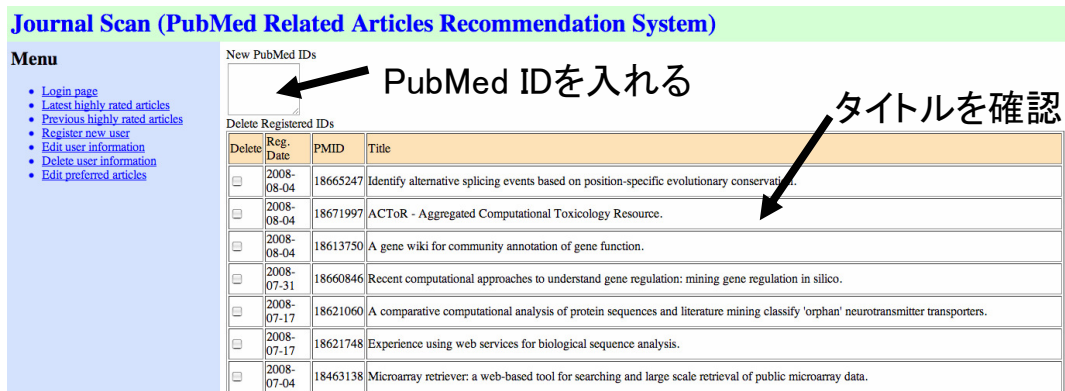 Journal Scan (PubMed Related Articles Recommendation System)
Menu
Login page
Latest highly rated articles
Previous highly rated articles
Register new user
Edit user information
Delete user information
Edit preferred articles
New PubMed IDs
PubMed IDを入れる
タイトルを確認
Delete Registered IDs
Delete Reg. Date PMID Title
2008-08-04 18665247 Identify alternative splicing events based on position-specific evolutionary conservation.
2008-08-04 18671997 ACToR - Aggregated Computational Toxicology Resource.
2008-08-04 18613750 A gene wiki for community annotation of gene function.
2008-07-31 18660846 Recent computational approaches to understand gene regulation: mining gene regulation in silico.
2008-07-17 18621060 A comparative computational analysis of protein sequences and literature mining classify 'orphan' neurotransmitter transporters.
2008-07-17 18621748 Experience using web services for biological sequence analysis.
2008-07-04 18463138 Microarray retriever: a web-based tool for searching and large scale retrieval of public microarray data.